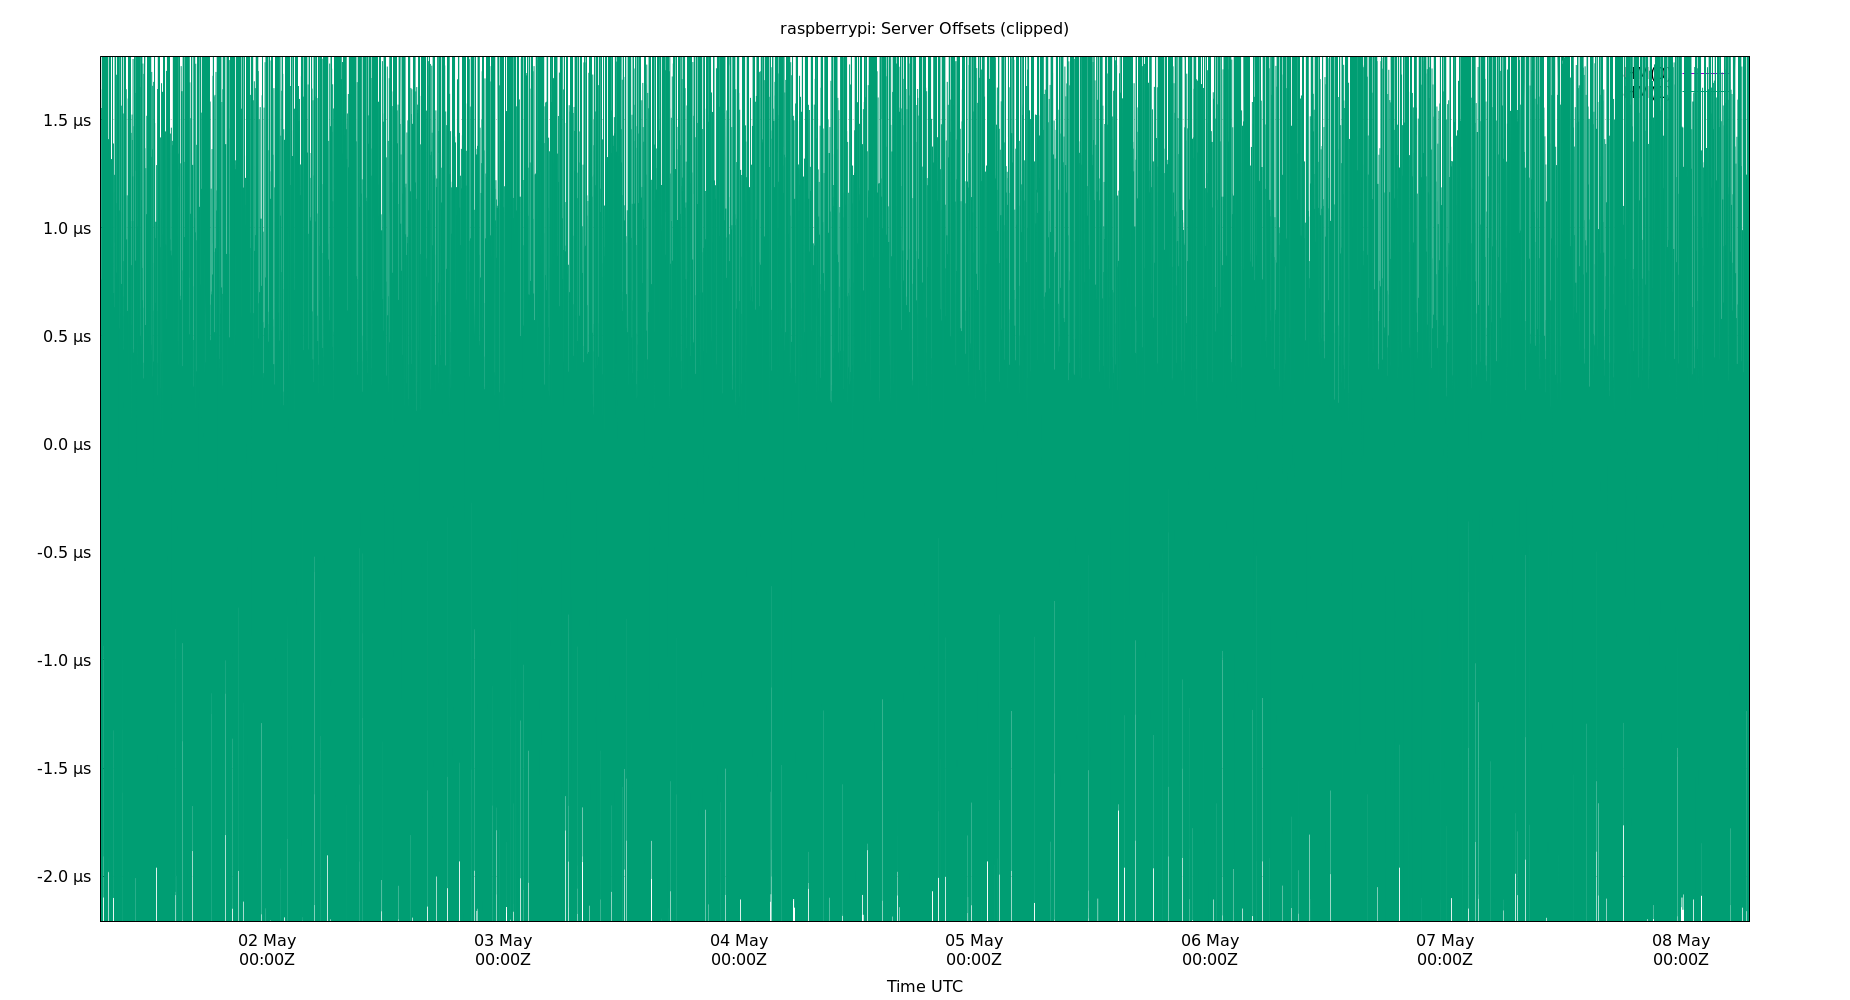 raspberrypi: Server Offsets (clipped)
1.5 µs
1.0 µs
0.5 µs
0.0 µs
-0.5 µs
-1.0 µs
-1.5 µs
-2.0 µs
02 May 03 May 04 May 05 May 06 May 07 May 08 May
00:00Z 00:00Z 00:00Z 00:00Z 00:00Z 00:00Z 00:00Z
Time UTC